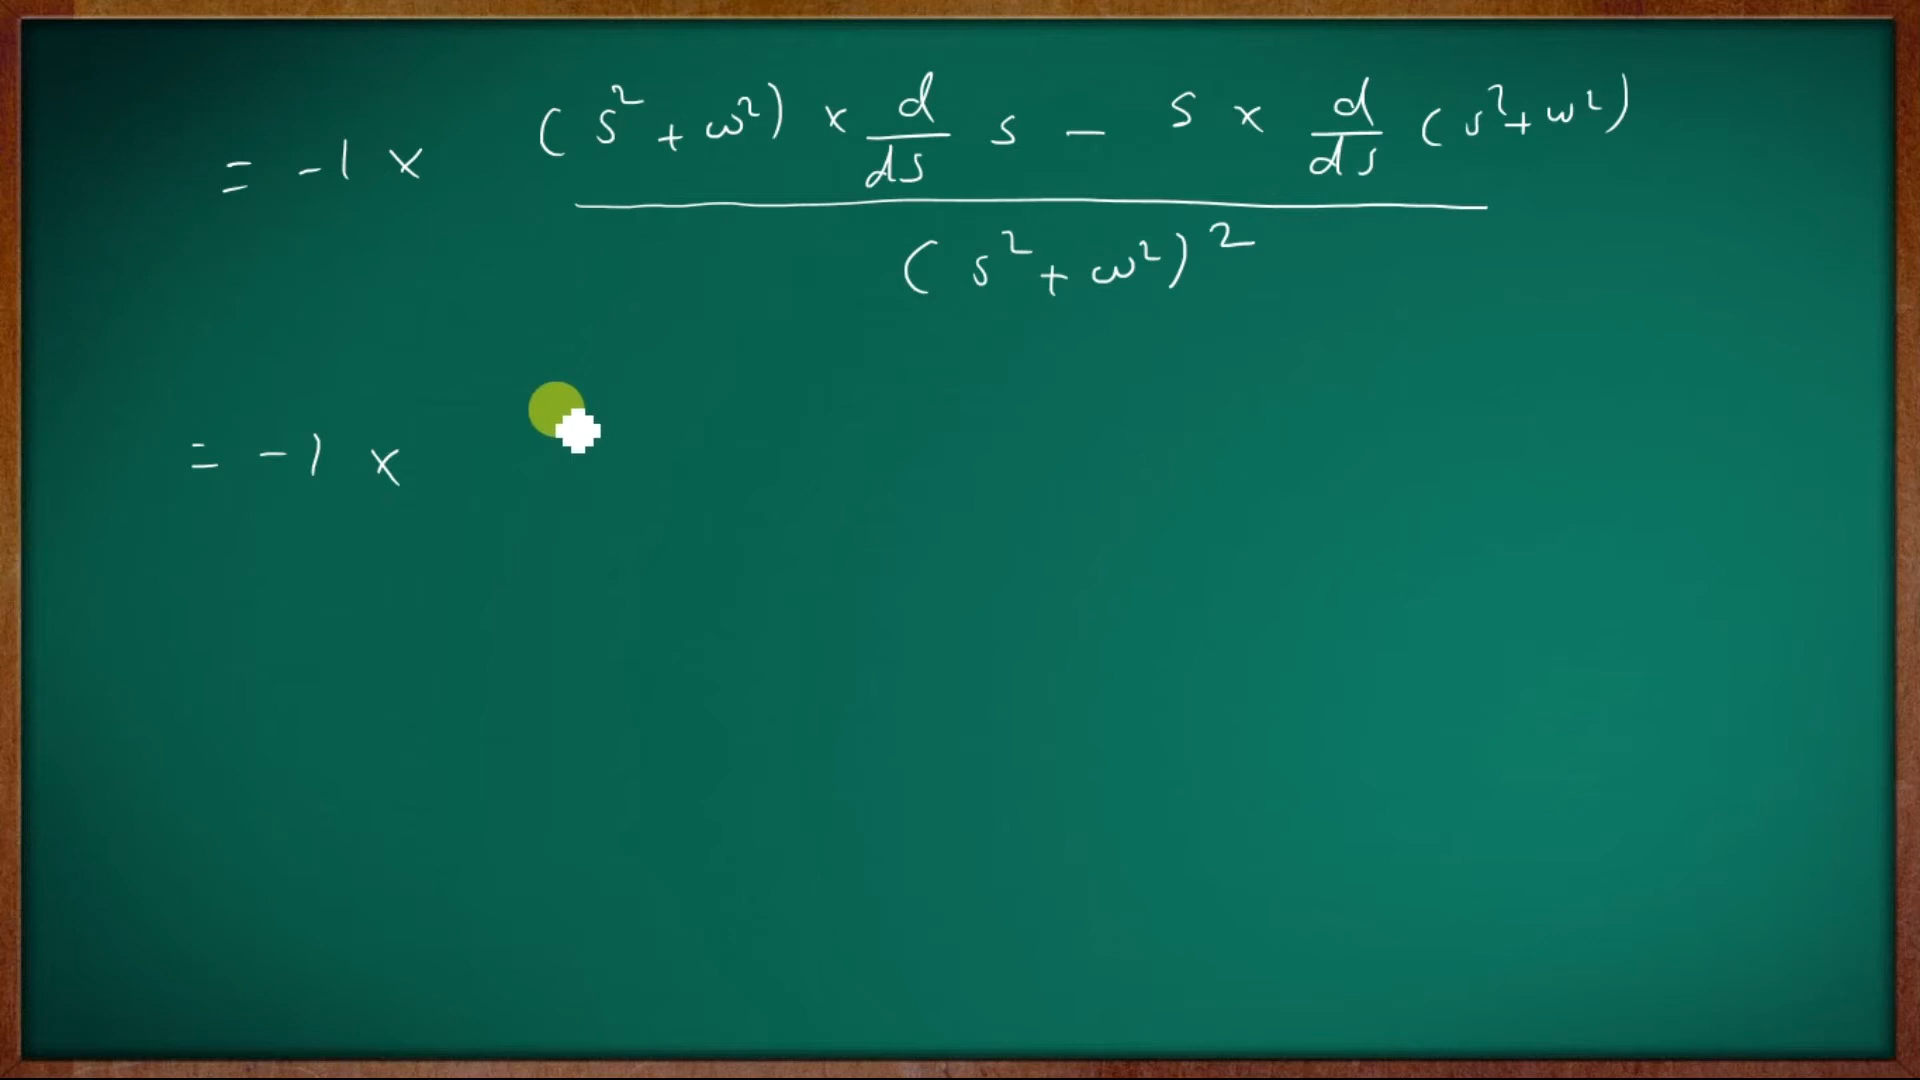 = -1 × ((s² + ω²) × d/ds s - s × d/ds (s² + ω²)) / (s² + ω²)²
= -1 ×